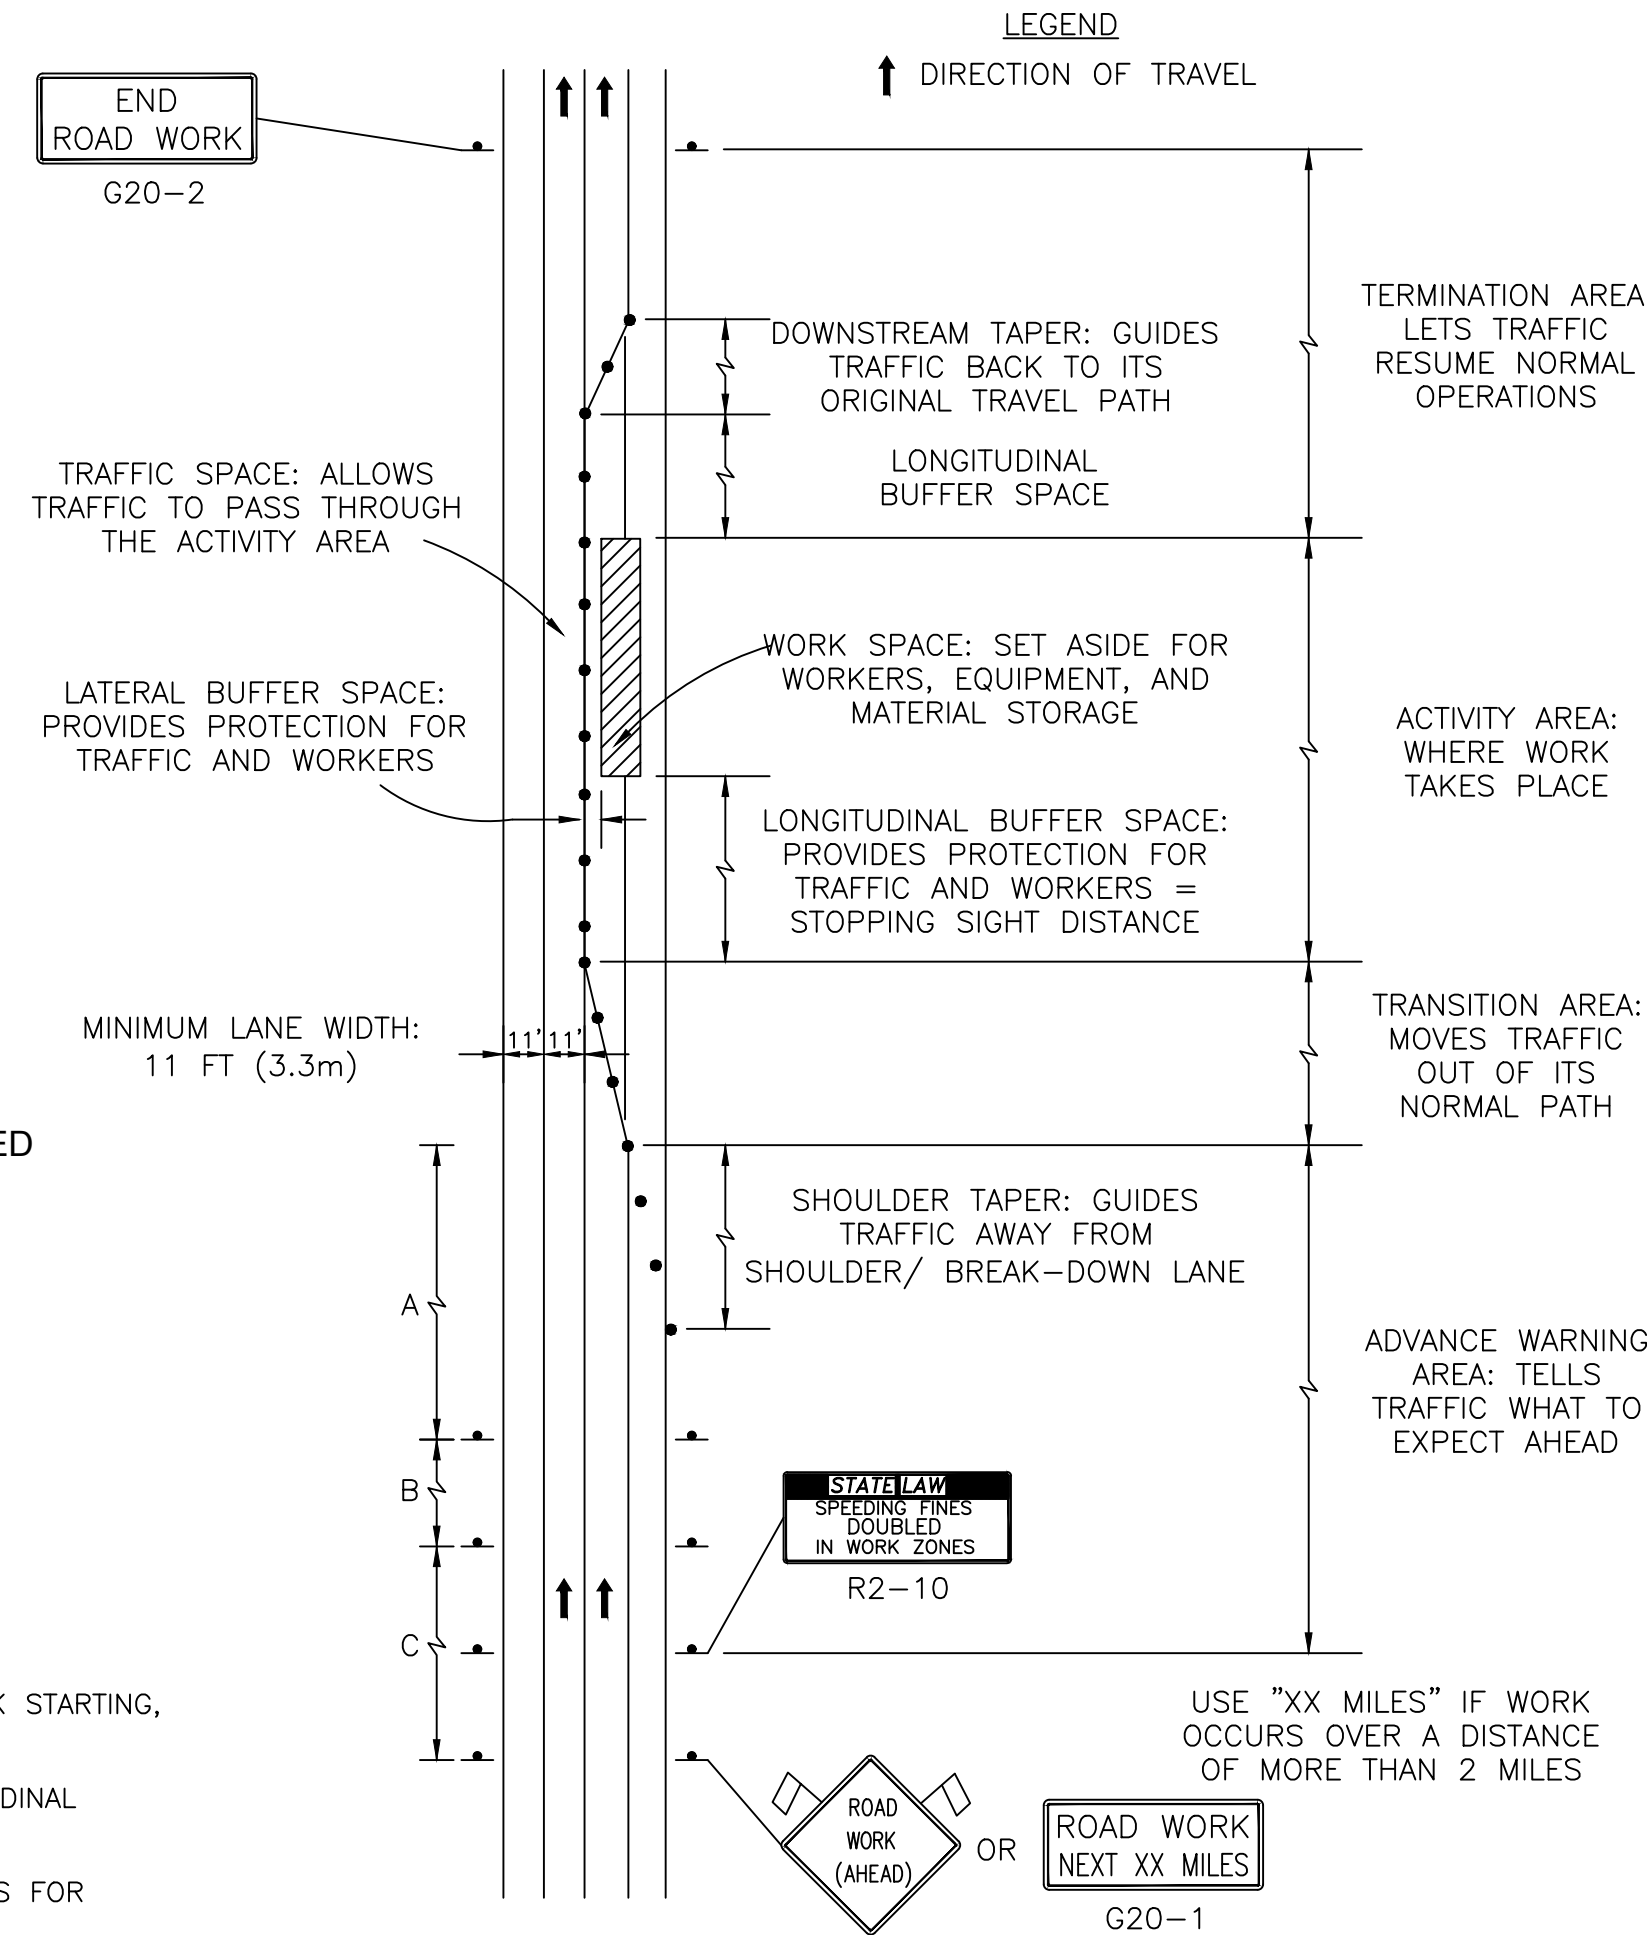 LEGEND
DIRECTION OF TRAVEL
END
ROAD WORK
G20-2
TERMINATION AREA
LETS TRAFFIC
RESUME NORMAL
OPERATIONS
DOWNSTREAM TAPER: GUIDES
TRAFFIC BACK TO ITS
ORIGINAL TRAVEL PATH
LONGITUDINAL
BUFFER SPACE
TRAFFIC SPACE: ALLOWS
TRAFFIC TO PASS THROUGH
THE ACTIVITY AREA
WORK SPACE: SET ASIDE FOR
WORKERS, EQUIPMENT, AND
MATERIAL STORAGE
LATERAL BUFFER SPACE:
PROVIDES PROTECTION FOR
TRAFFIC AND WORKERS
ACTIVITY AREA:
WHERE WORK
TAKES PLACE
LONGITUDINAL BUFFER SPACE:
PROVIDES PROTECTION FOR
TRAFFIC AND WORKERS =
STOPPING SIGHT DISTANCE
MINIMUM LANE WIDTH:
11 FT (3.3m)
11' 11'
TRANSITION AREA:
MOVES TRAFFIC
OUT OF ITS
NORMAL PATH
ED
SHOULDER TAPER: GUIDES
TRAFFIC AWAY FROM
SHOULDER/ BREAK-DOWN LANE
A
ADVANCE WARNING
AREA: TELLS
TRAFFIC WHAT TO
EXPECT AHEAD
B
STATE LAW
SPEEDING FINES
DOUBLED
IN WORK ZONES
R2-10
C
K STARTING,
DINAL
S FOR
USE "XX MILES" IF WORK
OCCURS OVER A DISTANCE
OF MORE THAN 2 MILES
ROAD
WORK
(AHEAD)
OR
ROAD WORK
NEXT XX MILES
G20-1